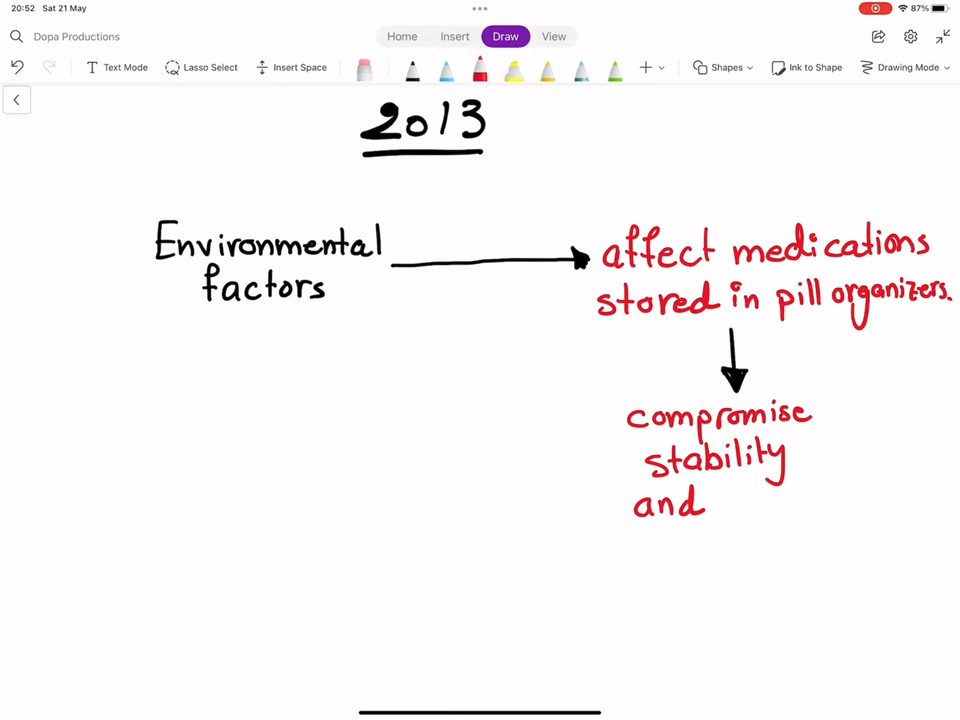 20:52 Sat 21 May 87%
Dopa Productions Home Insert Draw View
Text Mode Lasso Select Insert Space Shapes Ink to Shape Drawing Mode
2013
Environmental
factors
affect medications
stored in pill organizers.
compromise
stability
and